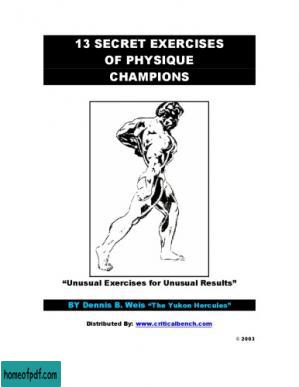 13 SECRET EXERCISES
OF PHYSIQUE
CHAMPIONS
“Unusual Exercises for Unusual Results”
BY Dennis B. Weis “The Yukon Hercules”
Distributed By: www.criticalbench.com
© 2003
homeofpdf.com